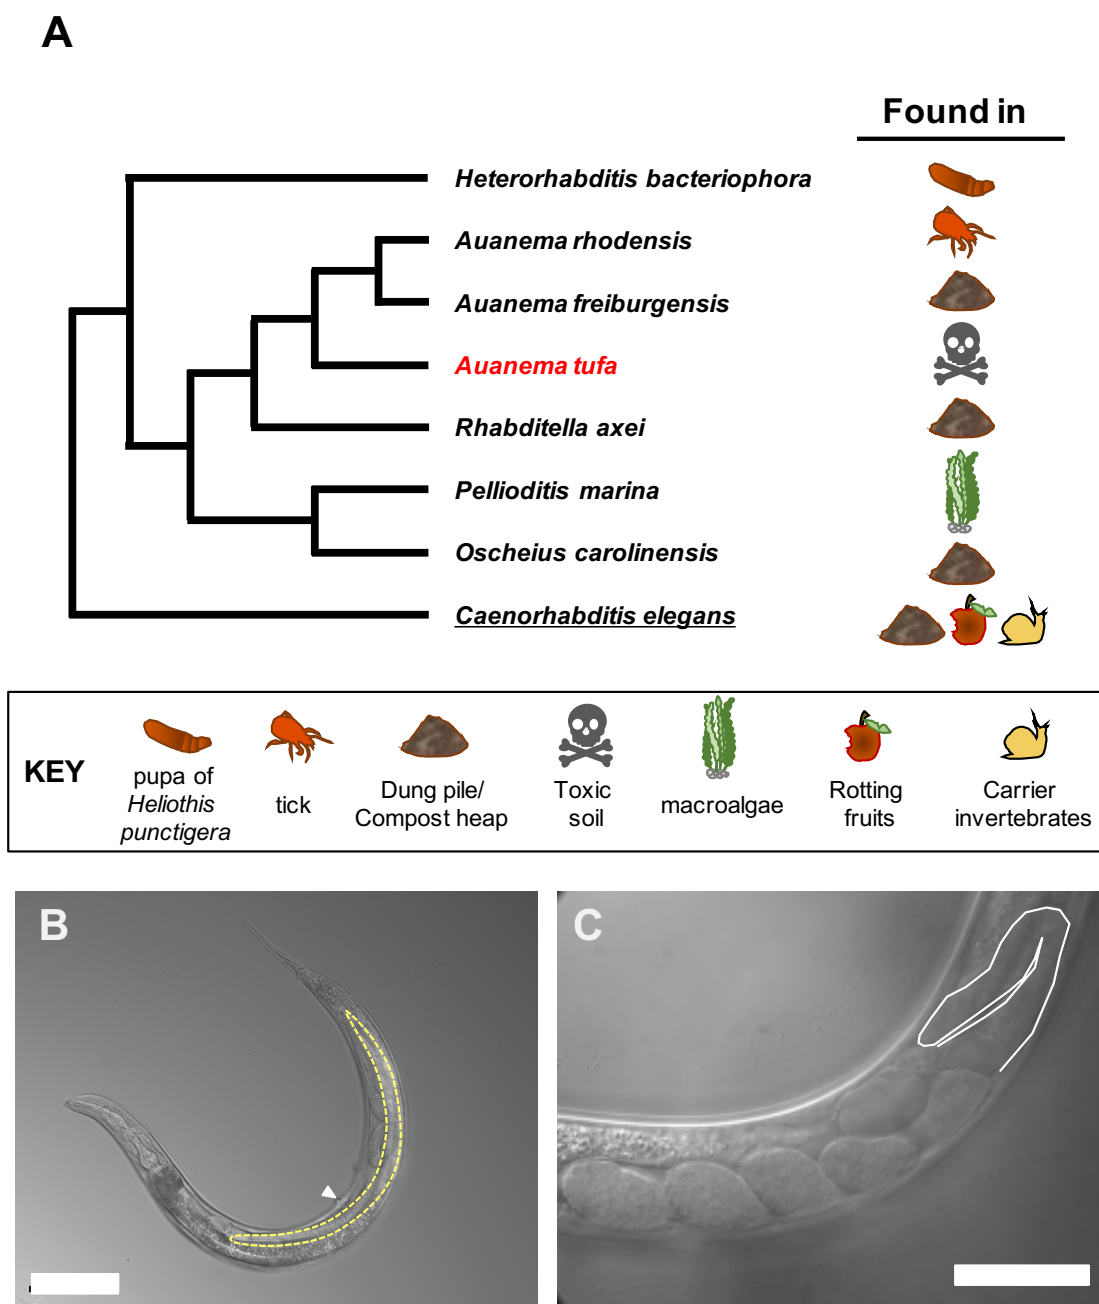 A
Found in
Heterorhabditis bacteriophora
Auanema rhodensis
Auanema freiburgensis
Auanema tufa
Rhabditella axei
Pellioditis marina
Oscheius carolinensis
Caenorhabditis elegans
KEY
pupa of
Heliothis
punctigera
tick
Dung pile/
Compost heap
Toxic
soil
macroalgae
Rotting
fruits
Carrier
invertebrates
B
C